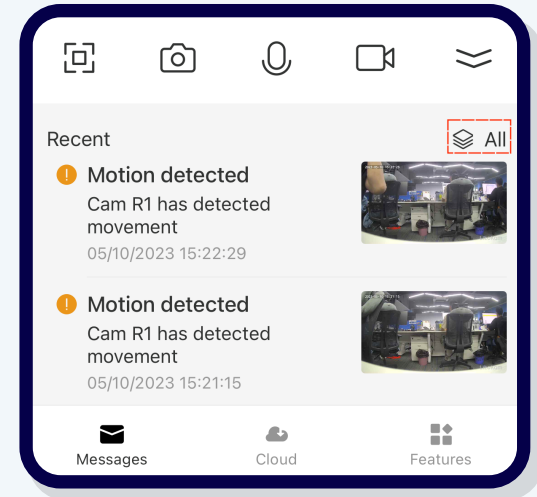 Recent
All
Motion detected
Cam R1 has detected
movement
05/10/2023 15:22:29
Motion detected
Cam R1 has detected
movement
05/10/2023 15:21:15
Messages
Cloud
Features